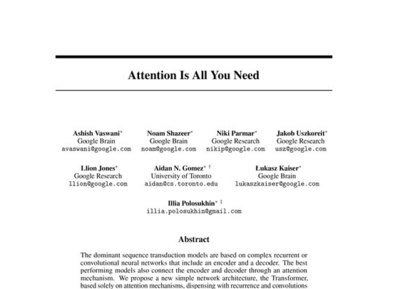 Attention Is All You Need
Ashish Vaswani* Noam Shazeer* Niki Parmar* Jakob Uszkoreit*
Google Brain Google Brain Google Research Google Research
avaswani@google.com noam@google.com nikip@google.com usz@google.com
Llion Jones* Aidan N. Gomez* † Łukasz Kaiser*
Google Research University of Toronto Google Brain
llion@google.com aidan@cs.toronto.edu lukaszkaiser@google.com
Illia Polosukhin* ‡
illia.polosukhin@gmail.com
Abstract
The dominant sequence transduction models are based on complex recurrent or
convolutional neural networks that include an encoder and a decoder. The best
performing models also connect the encoder and decoder through an attention
mechanism. We propose a new simple network architecture, the Transformer,
based solely on attention mechanisms, dispensing with recurrence and convolutions